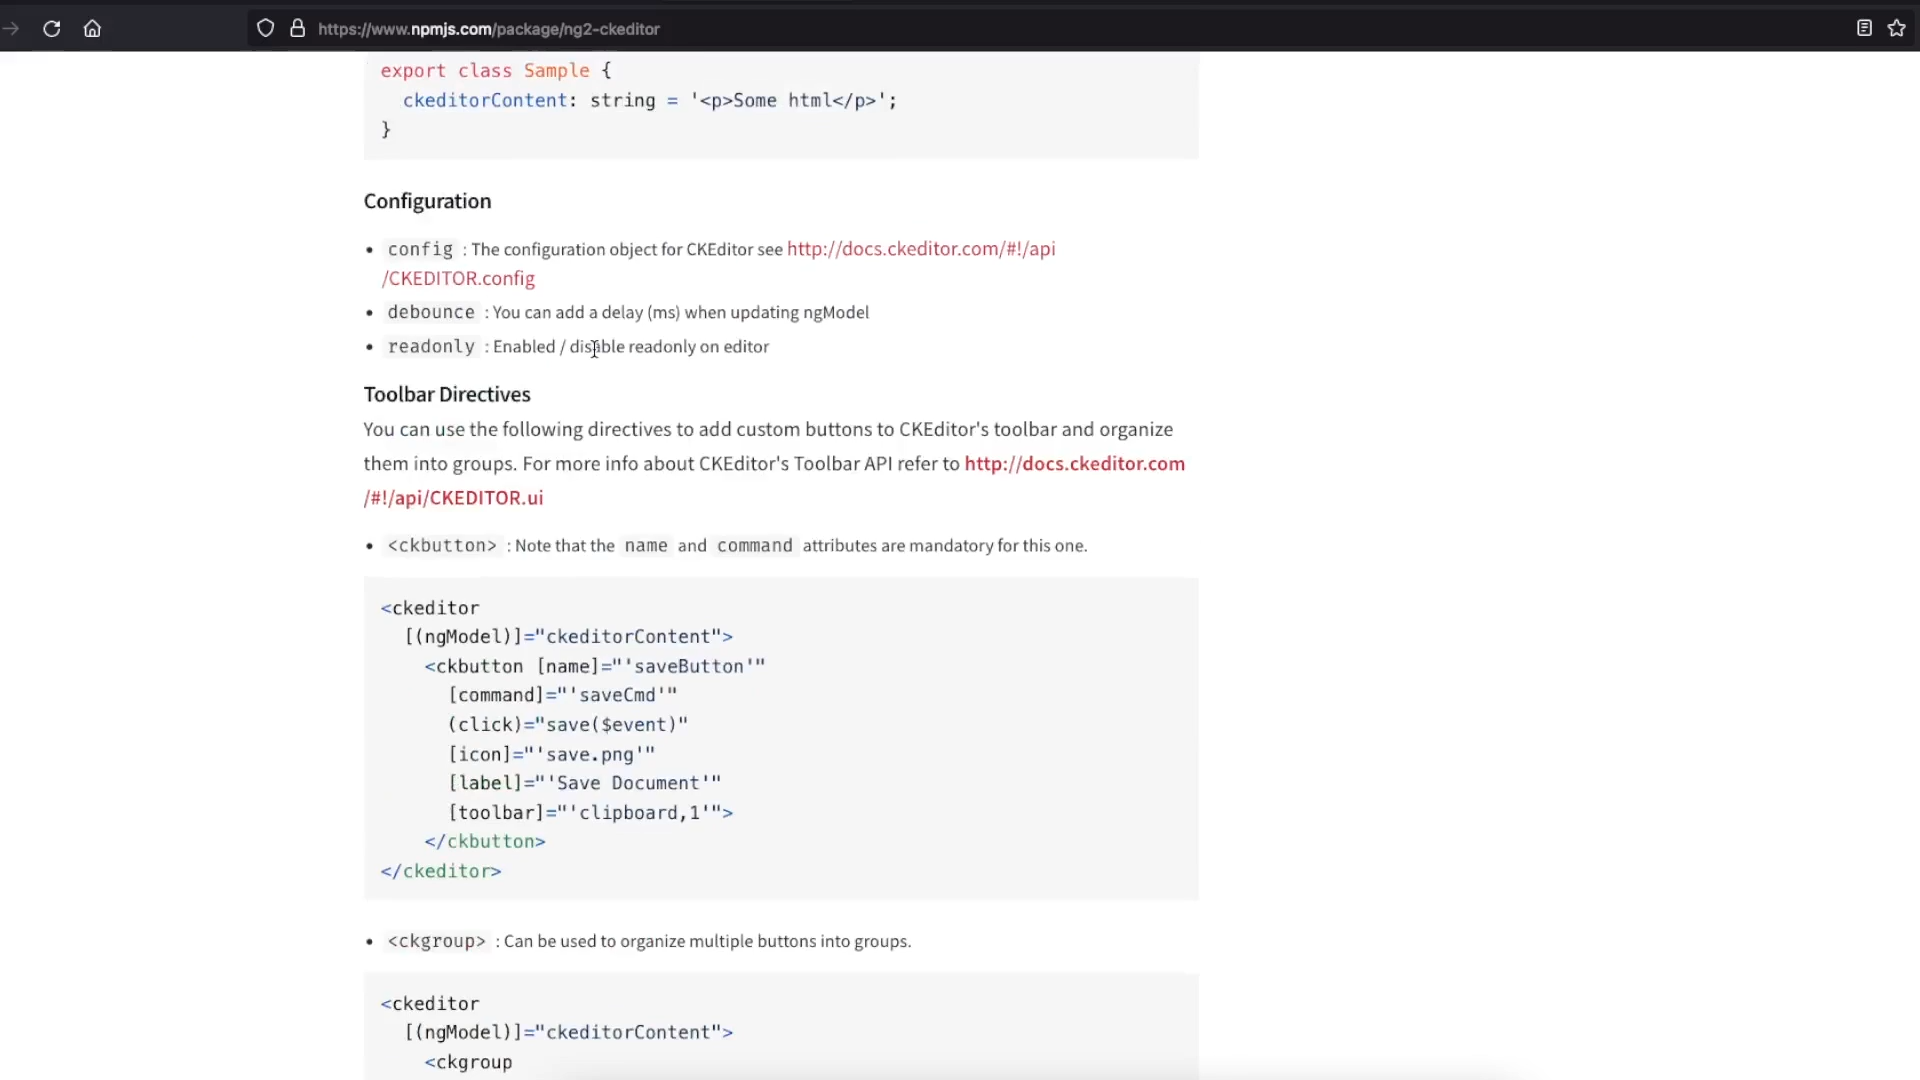 https://www.npmjs.com/package/ng2-ckeditor
export class Sample {
ckeditorContent: string = '<p>Some html</p>';
}
Configuration
• config : The configuration object for CKEditor see http://docs.ckeditor.com/#!/api
/CKEDITOR.config
• debounce : You can add a delay (ms) when updating ngModel
• readonly : Enabled / disable readonly on editor
Toolbar Directives
You can use the following directives to add custom buttons to CKEditor's toolbar and organize
them into groups. For more info about CKEditor's Toolbar API refer to http://docs.ckeditor.com
/#!/api/CKEDITOR.ui
• <ckbutton> : Note that the name and command attributes are mandatory for this one.
<ckeditor
[(ngModel)]="ckeditorContent">
<ckbutton [name]="'saveButton'"
[command]="'saveCmd'"
(click)="save($event)"
[icon]="'save.png'"
[label]="'Save Document'"
[toolbar]="'clipboard,1'">
</ckbutton>
</ckeditor>
• <ckgroup> : Can be used to organize multiple buttons into groups.
<ckeditor
[(ngModel)]="ckeditorContent">
<ckgroup